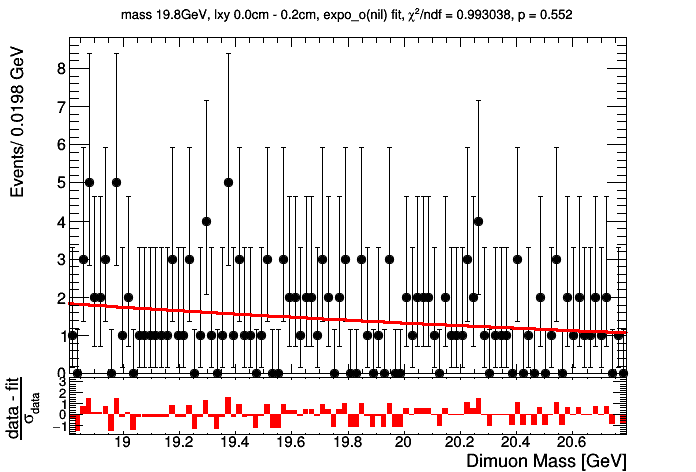 mass 19.8GeV, lxy 0.0cm - 0.2cm, expo_o(nil) fit, χ²/ndf = 0.993038, p = 0.552
Events/ 0.0198 GeV
8
7
6
5
4
3
2
1
0
data - fit
σdata
3
2
1
0
−1
19 19.2 19.4 19.6 19.8 20 20.2 20.4 20.6
Dimuon Mass [GeV]